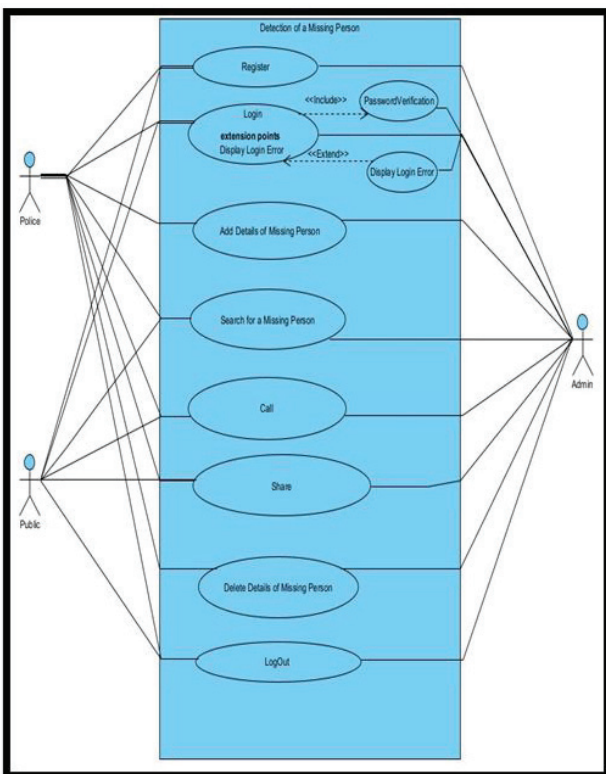 Detection of a Missing Person
Register
<<Include>>
PasswordVerification
Login
extension points
Display Login Error
<<Extend>>
Display Login Error
Police
Add Details of Missing Person
Search for a Missing Person
Admin
Call
Share
Public
Delete Details of Missing Person
LogOut